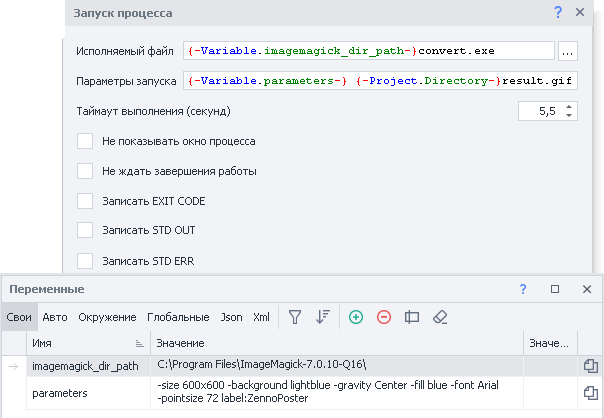 Запуск процесса
?
Исполняемый файл {-Variable.imagemagick_dir_path-}convert.exe ...
Параметры запуска {-Variable.parameters-} {-Project.Directory-}result.gif
Таймаут выполнения (секунд) 5,5
Не показывать окно процесса
Не ждать завершения работы
Записать EXIT CODE
Записать STD OUT
Записать STD ERR
Переменные ?
Свои Авто Окружение Глобальные Json Xml
Имя Значение Значе...
imagemagick_dir_path C:\Program Files\ImageMagick-7.0.10-Q16\
parameters -size 600x600 -background lightblue -gravity Center -fill blue -font Arial
-pointsize 72 label:ZennoPoster